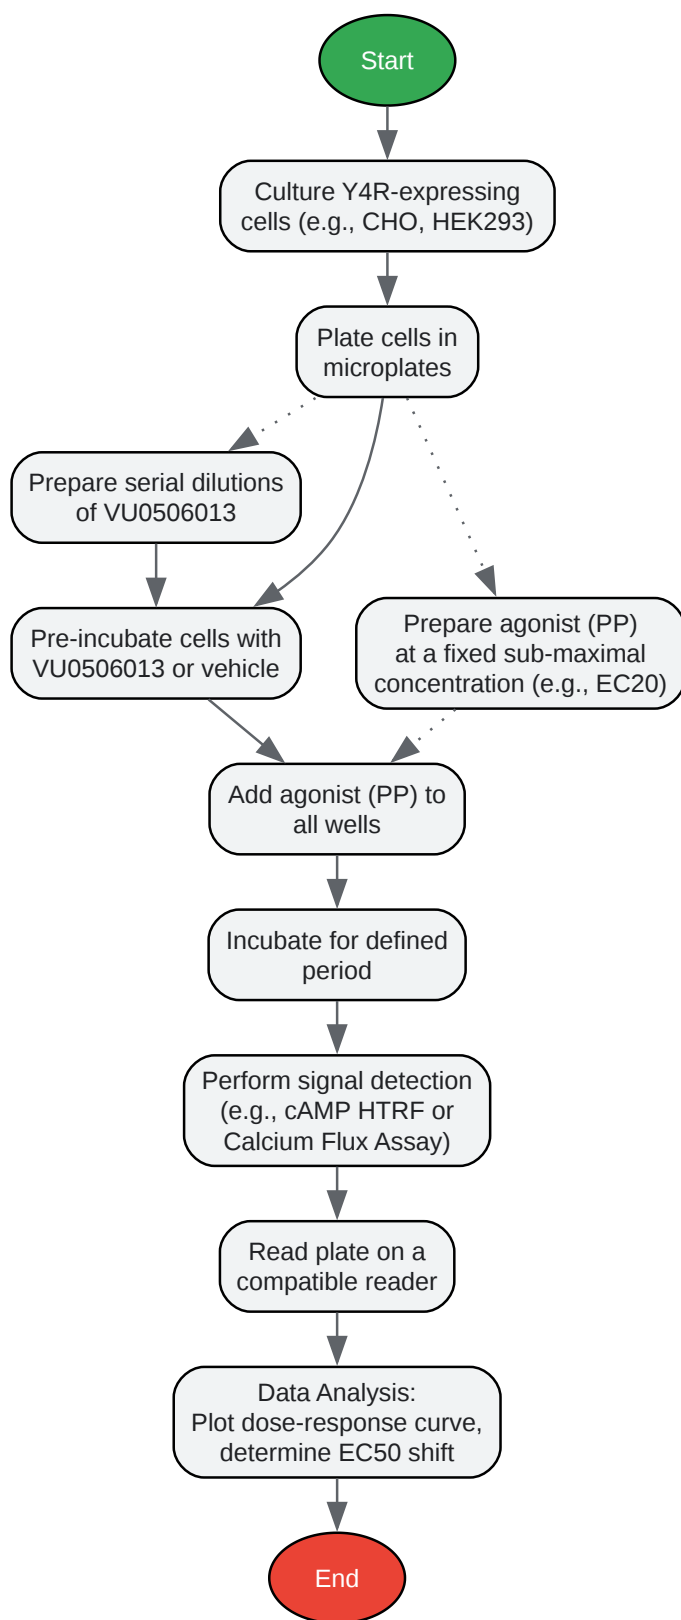 Start
Culture Y4R-expressing
cells (e.g., CHO, HEK293)
Plate cells in
microplates
Prepare serial dilutions
of VU0506013
Pre-incubate cells with
VU0506013 or vehicle
Prepare agonist (PP)
at a fixed sub-maximal
concentration (e.g., EC20)
Add agonist (PP) to
all wells
Incubate for defined
period
Perform signal detection
(e.g., cAMP HTRF or
Calcium Flux Assay)
Read plate on a
compatible reader
Data Analysis:
Plot dose-response curve,
determine EC50 shift
End